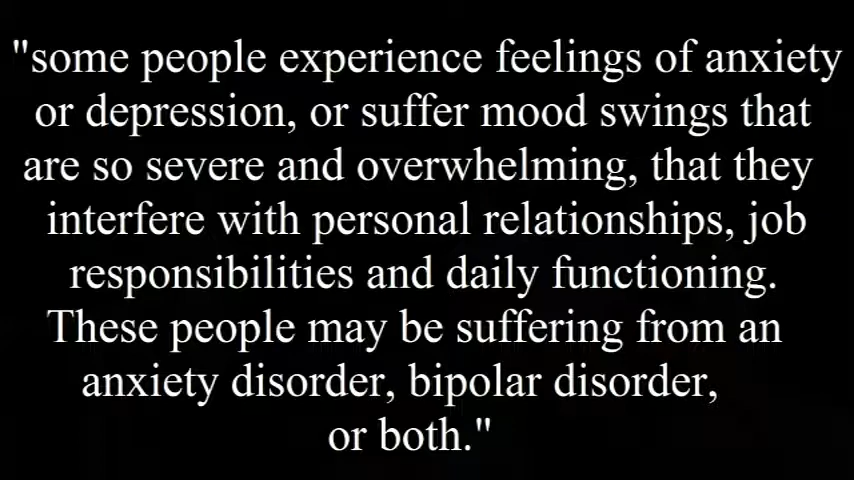 "some people experience feelings of anxiety
or depression, or suffer mood swings that
are so severe and overwhelming, that they
interfere with personal relationships, job
responsibilities and daily functioning.
These people may be suffering from an
anxiety disorder, bipolar disorder,
or both."